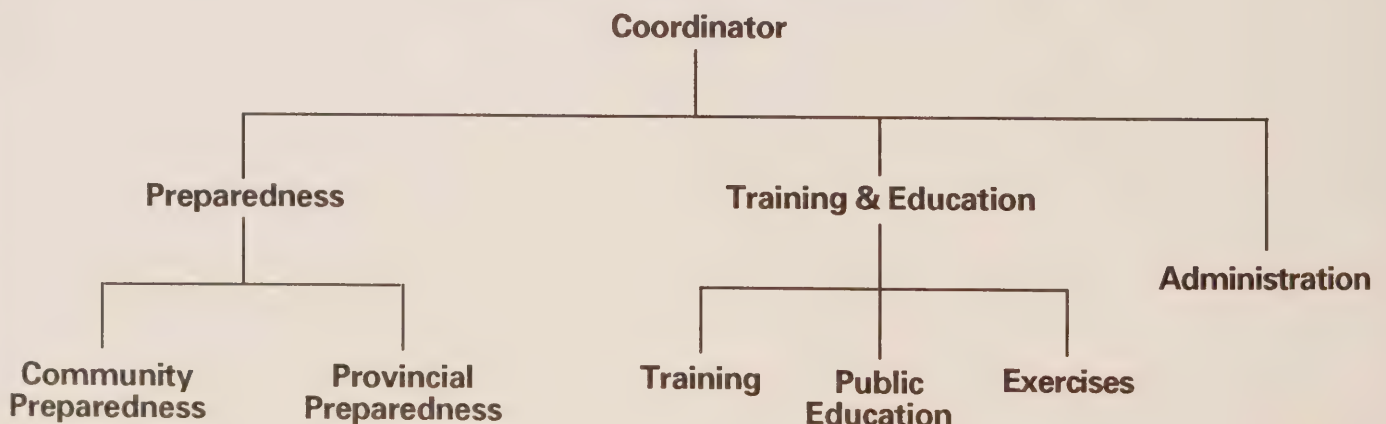 Coordinator
Preparedness
Training & Education
Administration
Community
Preparedness
Provincial
Preparedness
Training
Public
Education
Exercises